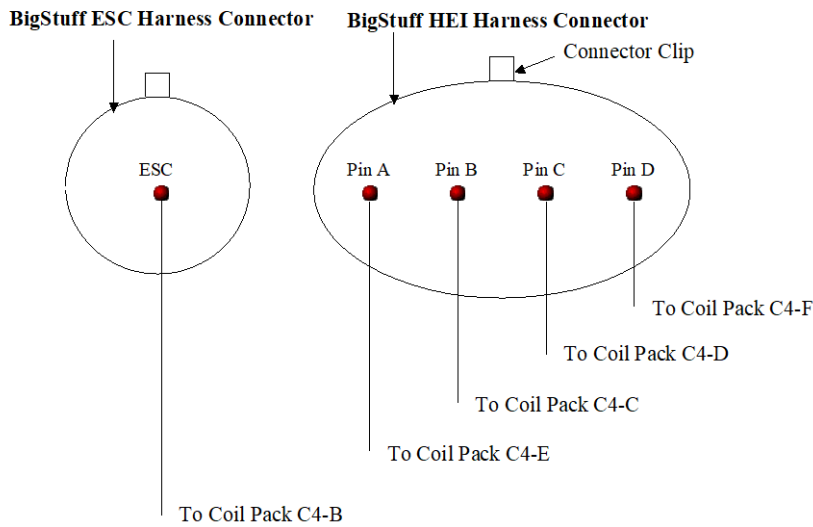 BigStuff ESC Harness Connector
BigStuff HEI Harness Connector
Connector Clip
ESC
Pin A
Pin B
Pin C
Pin D
To Coil Pack C4-F
To Coil Pack C4-D
To Coil Pack C4-C
To Coil Pack C4-E
To Coil Pack C4-B